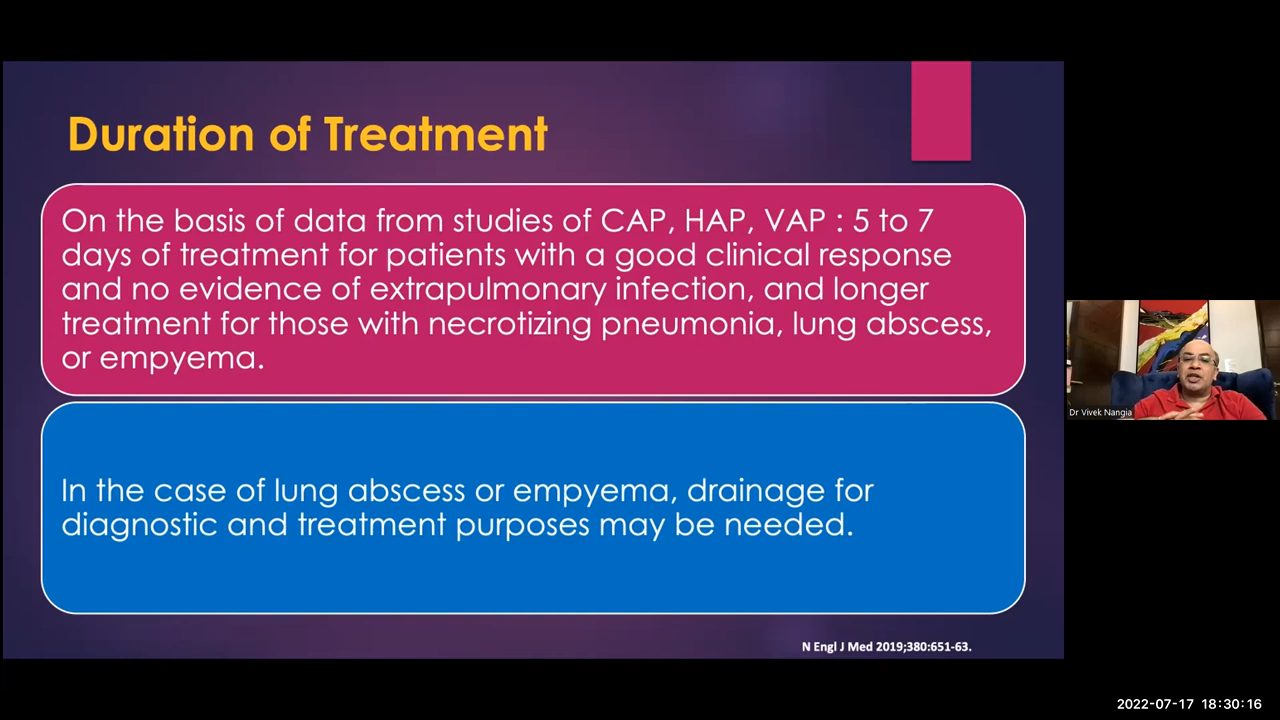 Duration of Treatment
On the basis of data from studies of CAP, HAP, VAP : 5 to 7
days of treatment for patients with a good clinical response
and no evidence of extrapulmonary infection, and longer
treatment for those with necrotizing pneumonia, lung abscess,
or empyema.
In the case of lung abscess or empyema, drainage for
diagnostic and treatment purposes may be needed.
N Engl J Med 2019;380:651-63.
Dr Vivek Nangia
2022-07-17 18:30:16